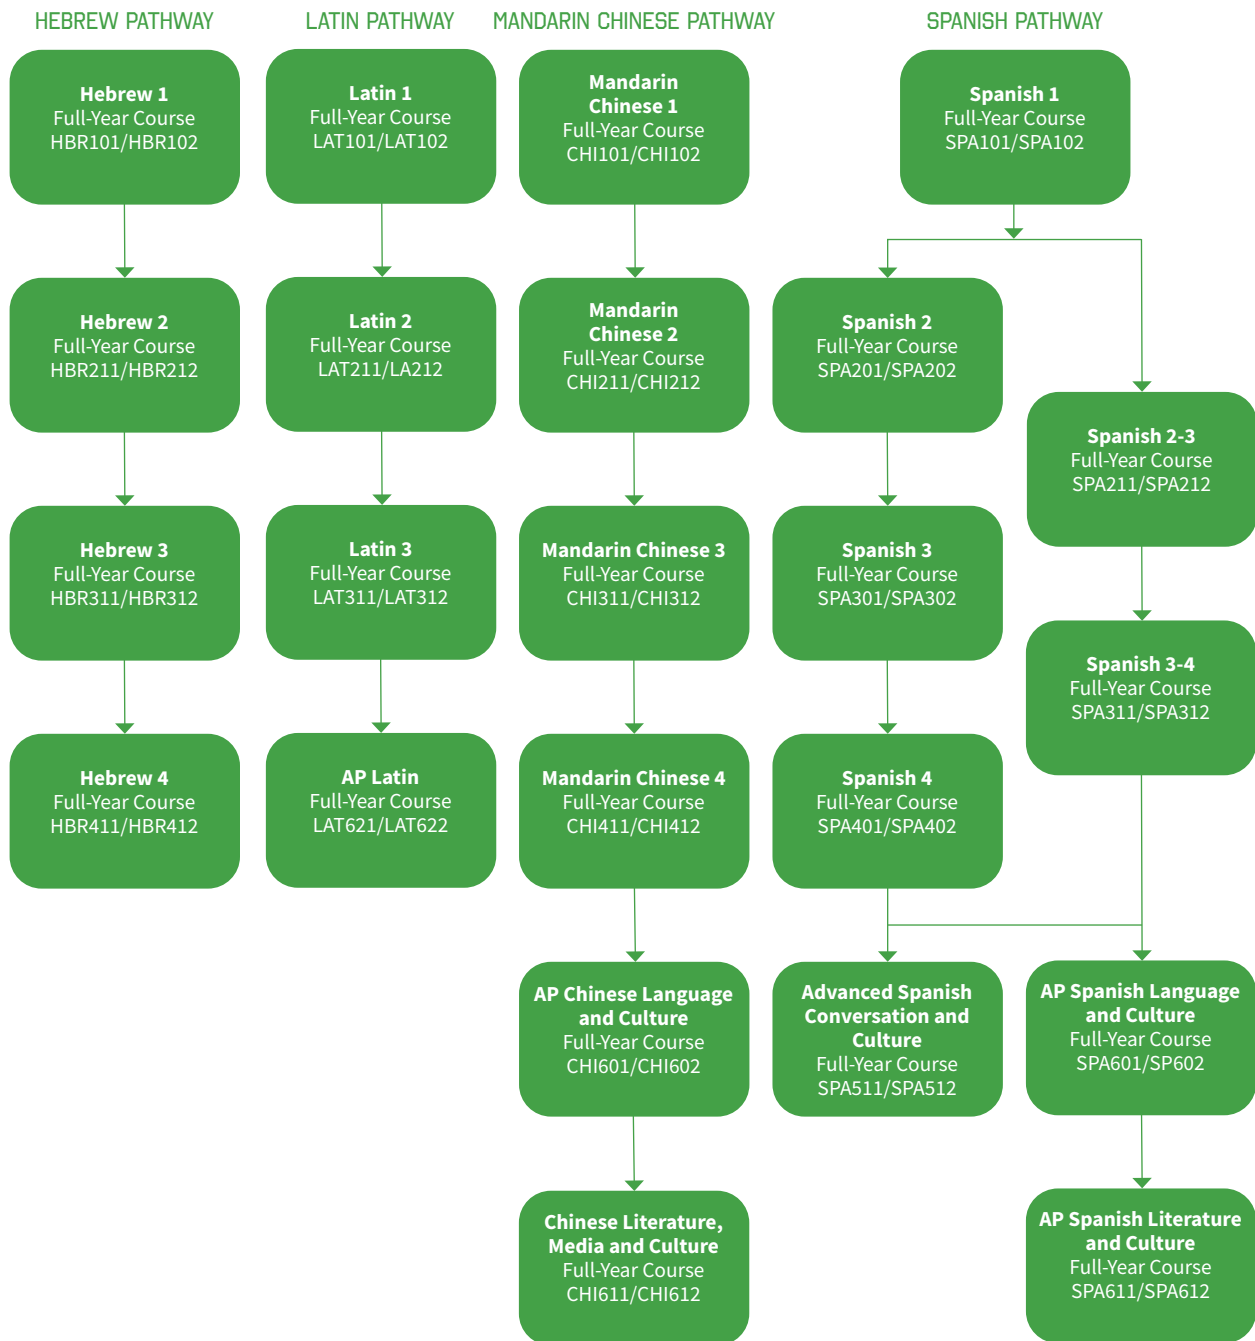 HEBREW PATHWAY
LATIN PATHWAY
MANDARIN CHINESE PATHWAY
SPANISH PATHWAY
Hebrew 1
Full-Year Course
HBR101/HBR102
Latin 1
Full-Year Course
LAT101/LAT102
Mandarin
Chinese 1
Full-Year Course
CHI101/CHI102
Spanish 1
Full-Year Course
SPA101/SPA102
Hebrew 2
Full-Year Course
HBR211/HBR212
Latin 2
Full-Year Course
LAT211/LA212
Mandarin
Chinese 2
Full-Year Course
CHI211/CHI212
Spanish 2
Full-Year Course
SPA201/SPA202
Spanish 2-3
Full-Year Course
SPA211/SPA212
Hebrew 3
Full-Year Course
HBR311/HBR312
Latin 3
Full-Year Course
LAT311/LAT312
Mandarin Chinese 3
Full-Year Course
CHI311/CHI312
Spanish 3
Full-Year Course
SPA301/SPA302
Spanish 3-4
Full-Year Course
SPA311/SPA312
Hebrew 4
Full-Year Course
HBR411/HBR412
AP Latin
Full-Year Course
LAT621/LAT622
Mandarin Chinese 4
Full-Year Course
CHI411/CHI412
Spanish 4
Full-Year Course
SPA401/SPA402
AP Chinese Language
and Culture
Full-Year Course
CHI601/CHI602
Advanced Spanish
Conversation and
Culture
Full-Year Course
SPA511/SPA512
AP Spanish Language
and Culture
Full-Year Course
SPA601/SP602
Chinese Literature,
Media and Culture
Full-Year Course
CHI611/CHI612
AP Spanish Literature
and Culture
Full-Year Course
SPA611/SPA612